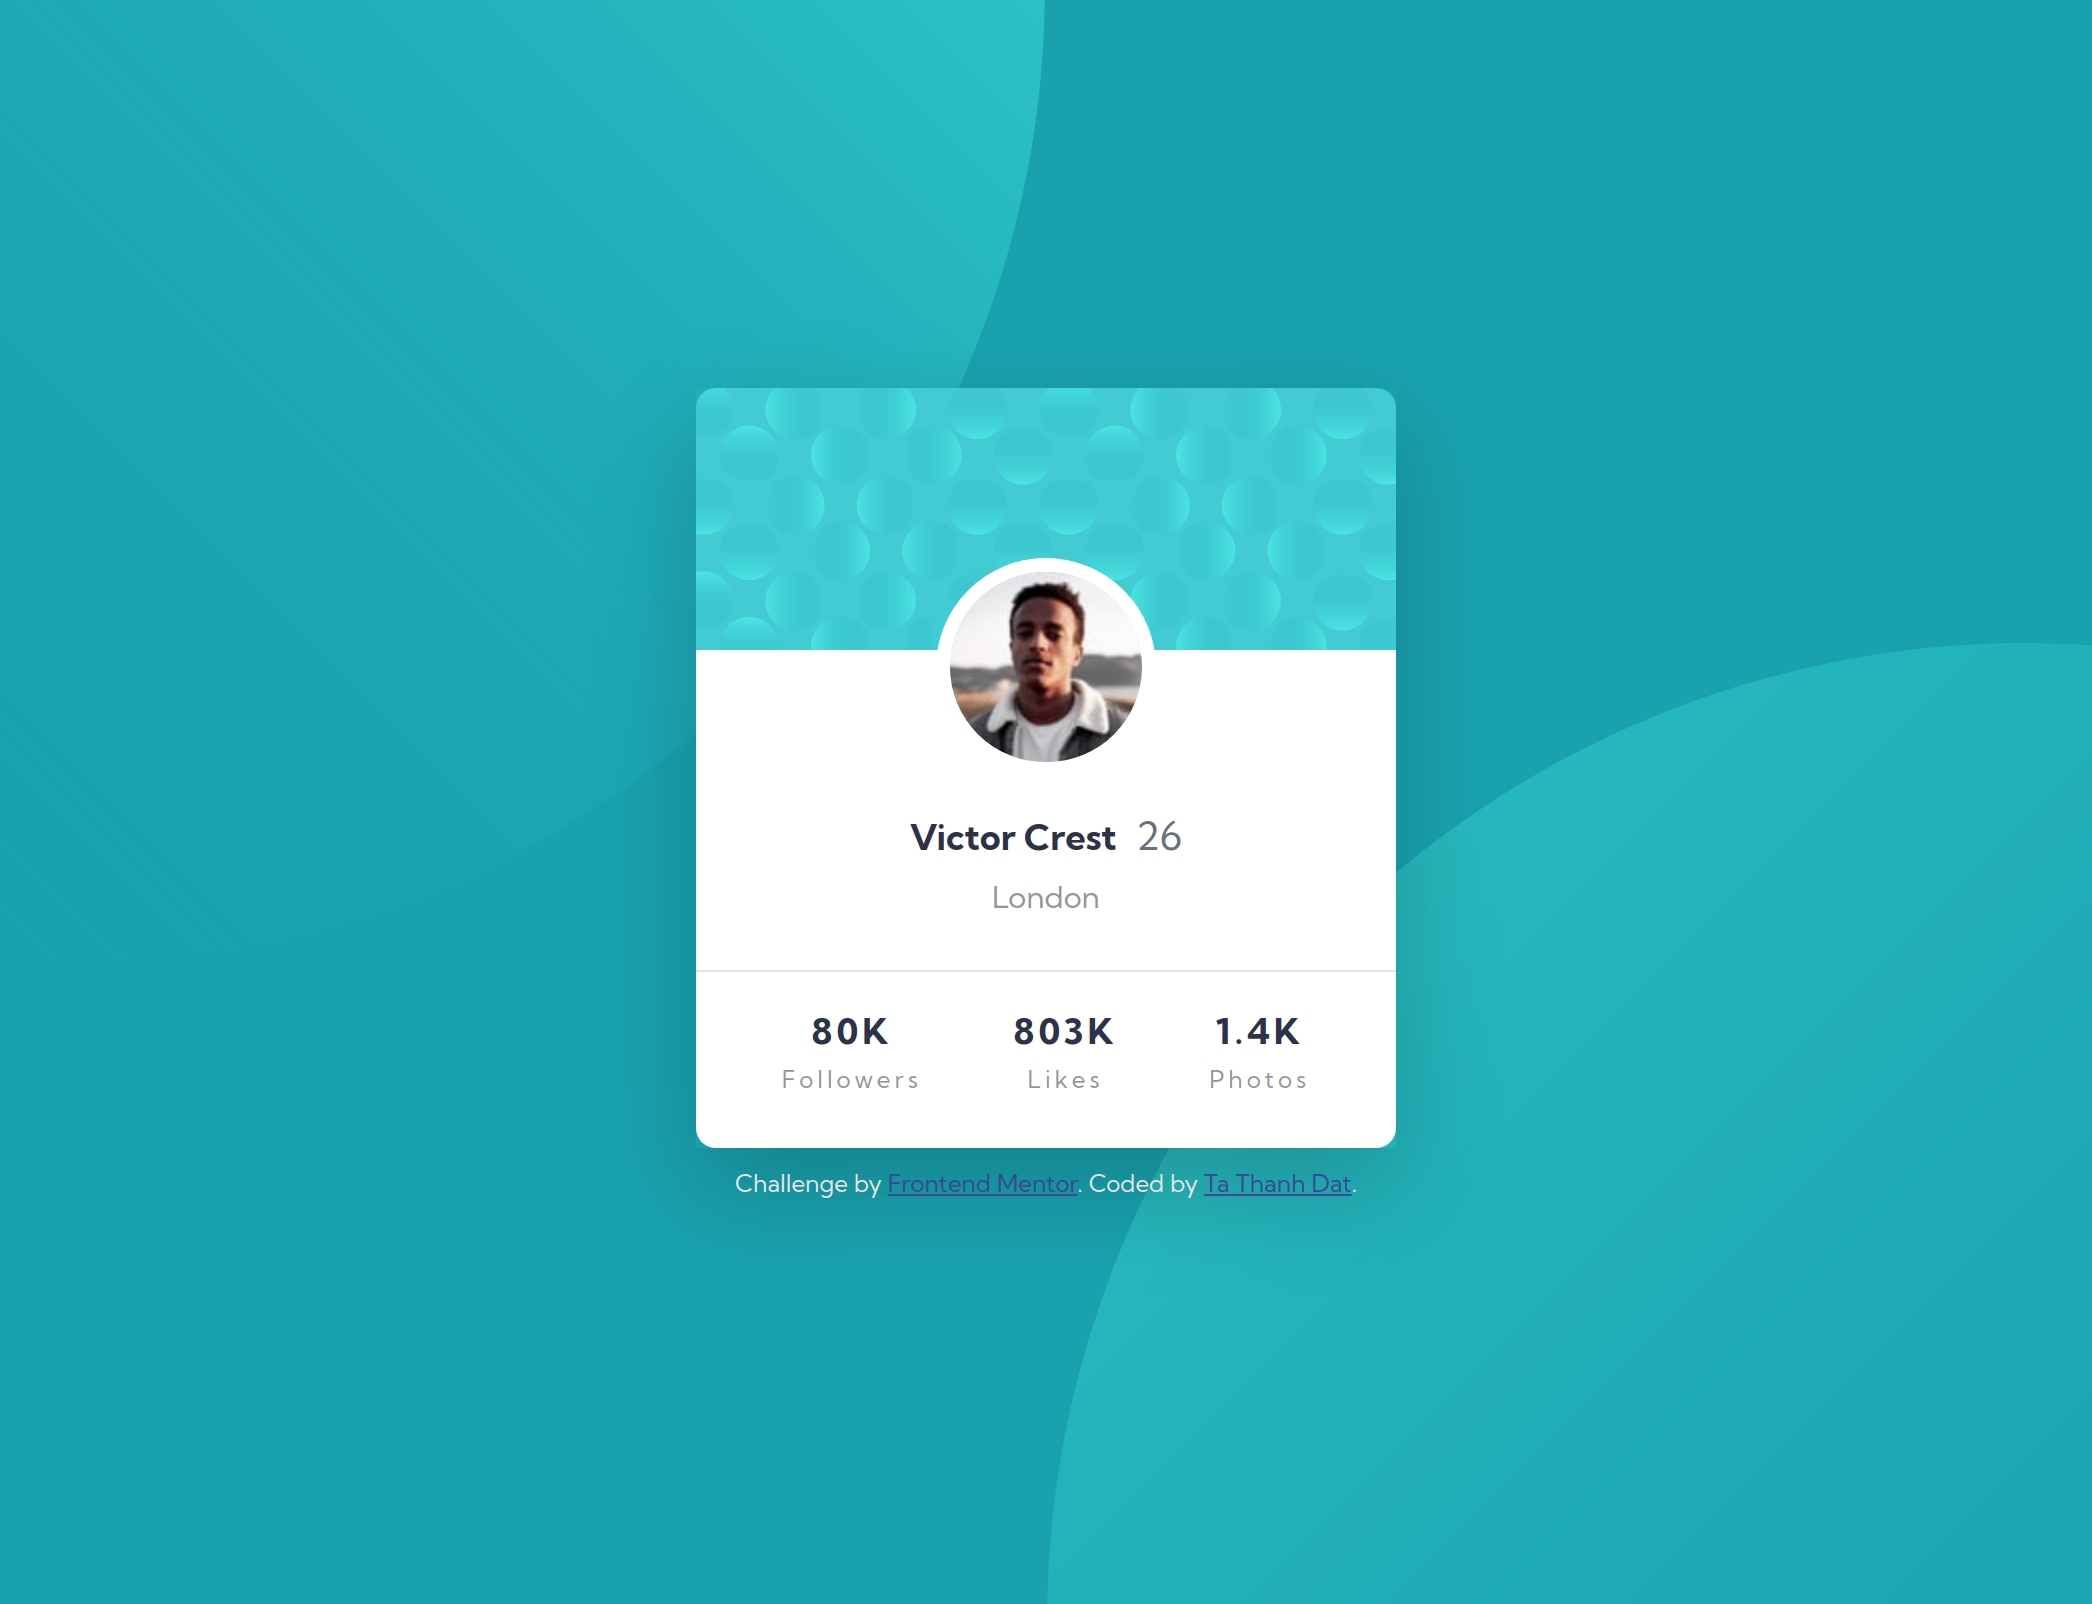 Victor Crest 26
London
80K 803K 1.4K
Followers Likes Photos
Challenge by Frontend Mentor. Coded by Ta Thanh Dat.